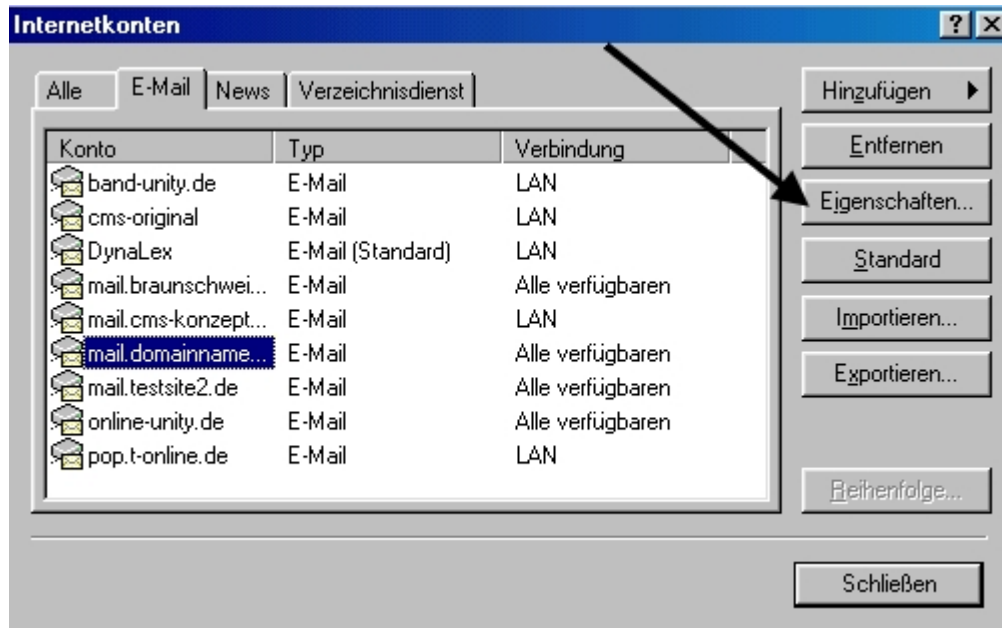 Internetkonten
Alle E-Mail News Verzeichnisdienst
Konto Typ Verbindung
band-unity.de E-Mail LAN
cms-original E-Mail LAN
DynaLex E-Mail (Standard) LAN
mail.braunschwei... E-Mail Alle verfügbaren
mail.cms-konzept... E-Mail LAN
mail.domainname... E-Mail Alle verfügbaren
mail.testsite2.de E-Mail Alle verfügbaren
online-unity.de E-Mail Alle verfügbaren
pop.t-online.de E-Mail LAN
Hinzufügen
Entfernen
Eigenschaften...
Standard
Importieren...
Exportieren...
Reihenfolge...
Schließen